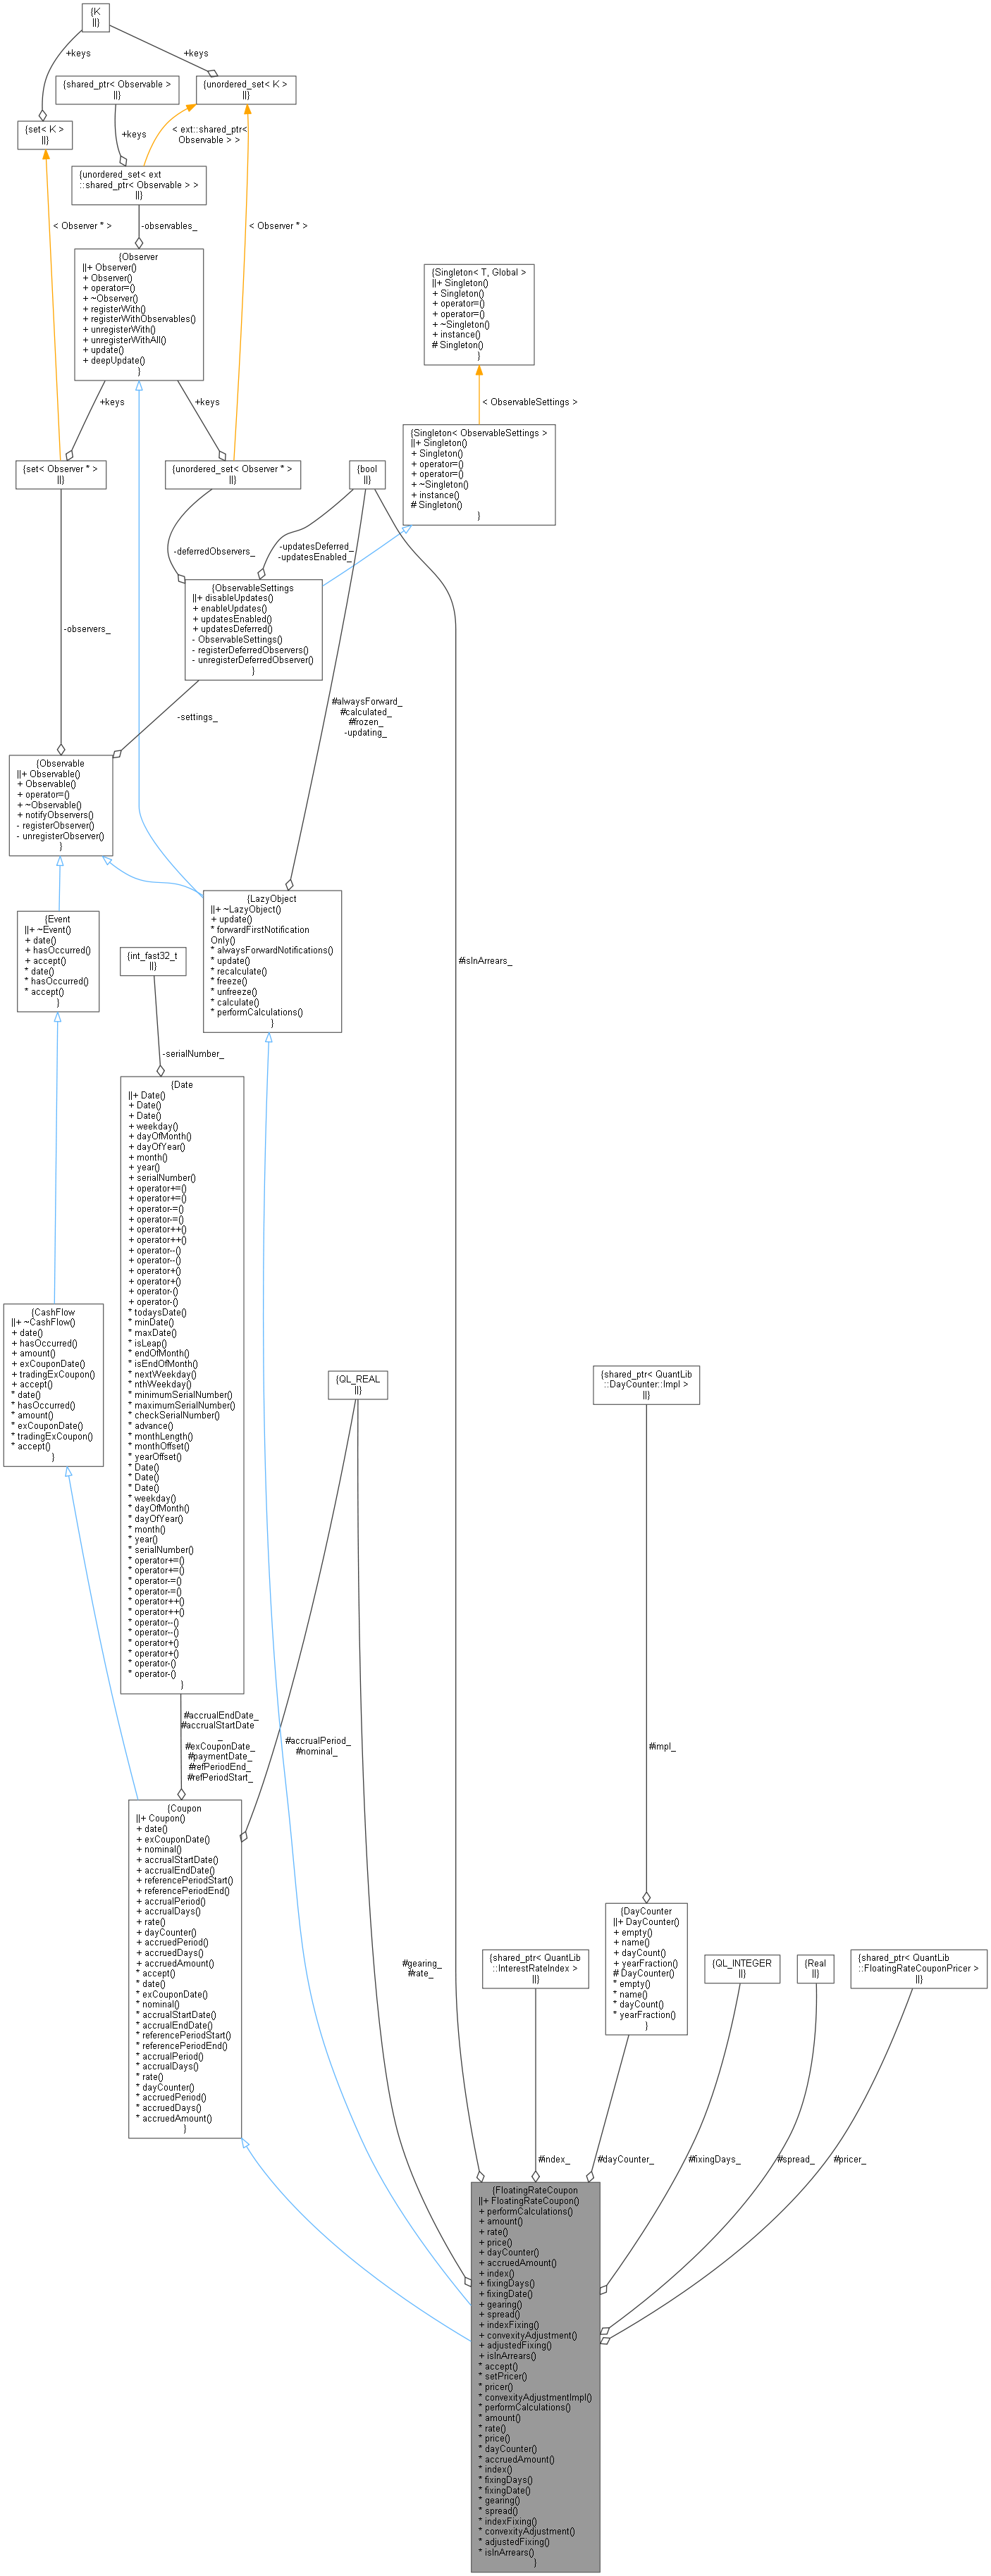 {K
||}
+keys
+keys
{shared_ptr< Observable >
||}
{unordered_set< K >
||}
{set< K >
||}
+keys
< ext::shared_ptr<
Observable > >
{unordered_set< ext
::shared_ptr< Observable > >
||}
< Observer * >
-observables_
< Observer * >
{Observer
||+ Observer()
+ Observer()
+ operator=()
+ ~Observer()
+ registerWith()
+ registerWithObservables()
+ unregisterWith()
+ unregisterWithAll()
+ update()
+ deepUpdate()
}
{Singleton< T, Global >
||+ Singleton()
+ Singleton()
+ operator=()
+ operator=()
+ ~Singleton()
+ instance()
# Singleton()
}
+keys
+keys
< ObservableSettings >
{Singleton< ObservableSettings >
||+ Singleton()
+ Singleton()
+ operator=()
+ operator=()
+ ~Singleton()
+ instance()
# Singleton()
}
{set< Observer * >
||}
{unordered_set< Observer * >
||}
{bool
||}
-deferredObservers_
-updatesDeferred_
-updatesEnabled_
{ObservableSettings
||+ disableUpdates()
+ enableUpdates()
+ updatesEnabled()
+ updatesDeferred()
- ObservableSettings()
- registerDeferredObservers()
- unregisterDeferredObserver()
}
-observers_
-settings_
#alwaysForward_
#calculated_
#frozen_
-updating_
{Observable
||+ Observable()
+ Observable()
+ operator=()
+ ~Observable()
+ notifyObservers()
- registerObserver()
- unregisterObserver()
}
{LazyObject
||+ ~LazyObject()
+ update()
* forwardFirstNotification
Only()
* alwaysForwardNotifications()
* update()
* recalculate()
* freeze()
* unfreeze()
* calculate()
* performCalculations()
}
{Event
||+ ~Event()
+ date()
+ hasOccurred()
+ accept()
* date()
* hasOccurred()
* accept()
}
{int_fast32_t
||}
#isInArrears_
-serialNumber_
{Date
||+ Date()
+ Date()
+ Date()
+ weekday()
+ dayOfMonth()
+ dayOfYear()
+ month()
+ year()
+ serialNumber()
+ operator+=()
+ operator+=()
+ operator-=()
+ operator-=()
+ operator++()
+ operator++()
+ operator--()
+ operator--()
+ operator+()
+ operator+()
+ operator-()
+ operator-()
* todaysDate()
* minDate()
* maxDate()
* isLeap()
* endOfMonth()
* isEndOfMonth()
* nextWeekday()
* nthWeekday()
* minimumSerialNumber()
* maximumSerialNumber()
* checkSerialNumber()
* advance()
* monthLength()
* monthOffset()
* yearOffset()
* Date()
* Date()
* Date()
* weekday()
* dayOfMonth()
* dayOfYear()
* month()
* year()
* serialNumber()
* operator+=()
* operator+=()
* operator-=()
* operator-=()
* operator++()
* operator++()
* operator--()
* operator--()
* operator+()
* operator+()
* operator-()
* operator-()
}
{CashFlow
||+ ~CashFlow()
+ date()
+ hasOccurred()
+ amount()
+ exCouponDate()
+ tradingExCoupon()
+ accept()
* date()
* hasOccurred()
* amount()
* exCouponDate()
* tradingExCoupon()
* accept()
}
{QL_REAL
||}
{shared_ptr< QuantLib
::DayCounter::Impl >
||}
#accrualEndDate_
#accrualStartDate
_
#exCouponDate_
#paymentDate_
#refPeriodEnd_
#refPeriodStart_
#accrualPeriod_
#nominal_
#impl_
{Coupon
||+ Coupon()
+ date()
+ exCouponDate()
+ nominal()
+ accrualStartDate()
+ accrualEndDate()
+ referencePeriodStart()
+ referencePeriodEnd()
+ accrualPeriod()
+ accrualDays()
+ rate()
+ dayCounter()
+ accruedPeriod()
+ accruedDays()
+ accruedAmount()
* accept()
* date()
* exCouponDate()
* nominal()
* accrualStartDate()
* accrualEndDate()
* referencePeriodStart()
* referencePeriodEnd()
* accrualPeriod()
* accrualDays()
* rate()
* dayCounter()
* accruedPeriod()
* accruedDays()
* accruedAmount()
}
#gearing_
#rate_
{shared_ptr< QuantLib
::InterestRateIndex >
||}
{DayCounter
||+ DayCounter()
+ empty()
+ name()
+ dayCount()
+ yearFraction()
# DayCounter()
* empty()
* name()
* dayCount()
* yearFraction()
}
{QL_INTEGER
||}
{Real
||}
{shared_ptr< QuantLib
::FloatingRateCouponPricer >
||}
#index_
#dayCounter_
#fixingDays_
#spread_
#pricer_
{FloatingRateCoupon
||+ FloatingRateCoupon()
+ performCalculations()
+ amount()
+ rate()
+ price()
+ dayCounter()
+ accruedAmount()
+ index()
+ fixingDays()
+ fixingDate()
+ gearing()
+ spread()
+ indexFixing()
+ convexityAdjustment()
+ adjustedFixing()
+ isInArrears()
* accept()
* setPricer()
* pricer()
* convexityAdjustmentImpl()
* performCalculations()
* amount()
* rate()
* price()
* dayCounter()
* accruedAmount()
* index()
* fixingDays()
* fixingDate()
* gearing()
* spread()
* indexFixing()
* convexityAdjustment()
* adjustedFixing()
* isInArrears()
}